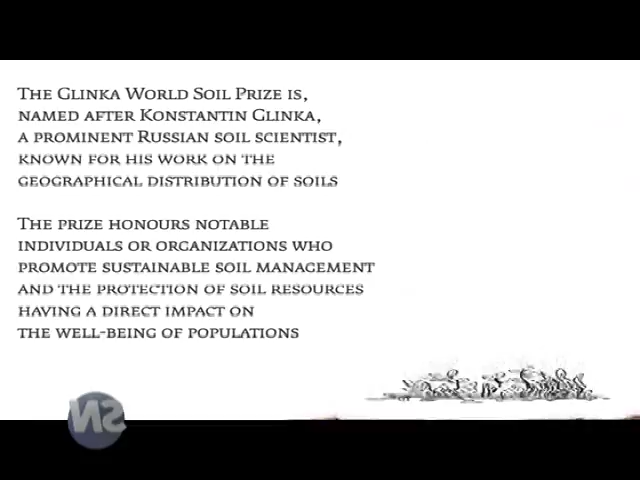 The Glinka World Soil Prize is,
named after Konstantin Glinka,
a prominent Russian soil scientist,
known for his work on the
geographical distribution of soils
The prize honours notable
individuals or organizations who
promote sustainable soil management
and the protection of soil resources
having a direct impact on
the well-being of populations